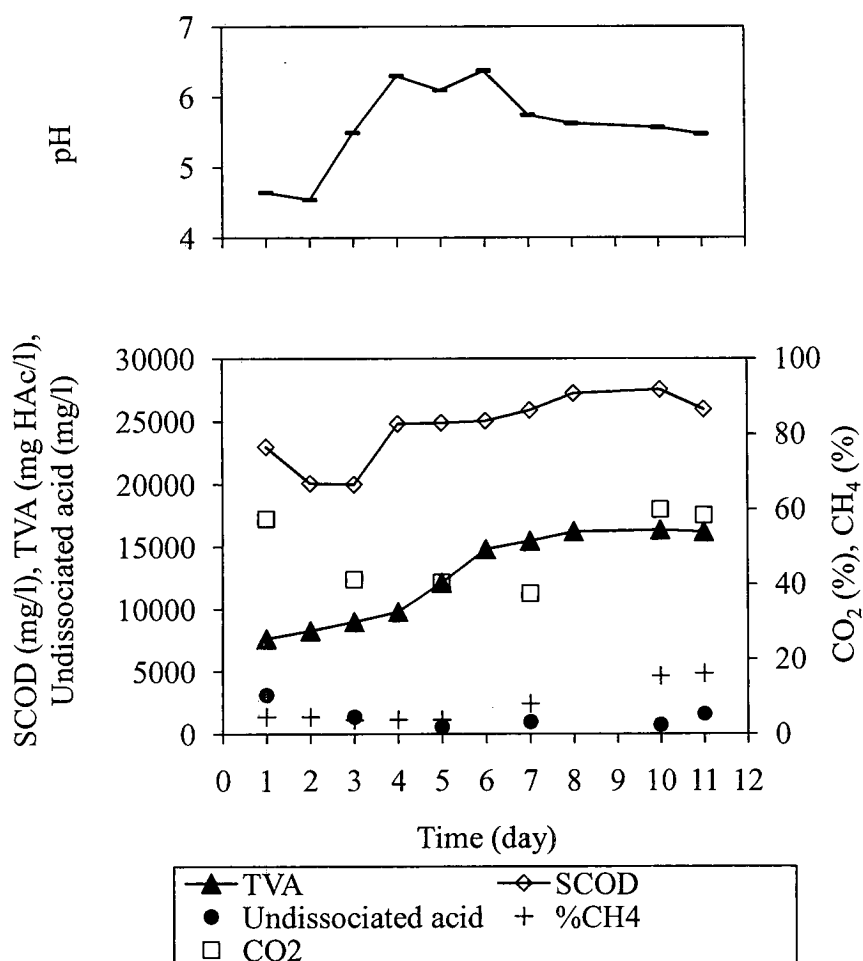 7
6
5
4
pH
30000
25000
20000
15000
10000
5000
0
SCOD (mg/l), TVA (mg HAc/l),
Undissociated acid (mg/l)
100
80
60
40
20
0
CO₂ (%), CH₄ (%)
0 1 2 3 4 5 6 7 8 9 10 11 12
Time (day)
TVA SCOD
Undissociated acid %CH4
CO2